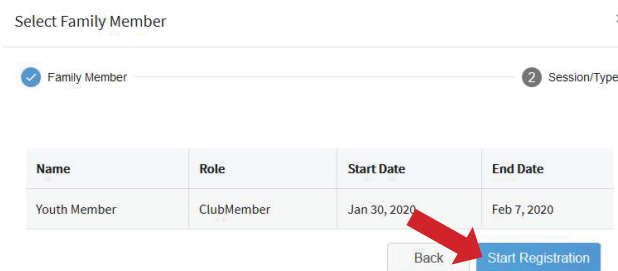 Select Family Member
Family Member
2 Session/Type
Name Role Start Date End Date
Youth Member ClubMember Jan 30, 2020 Feb 7, 2020
Back Start Registration